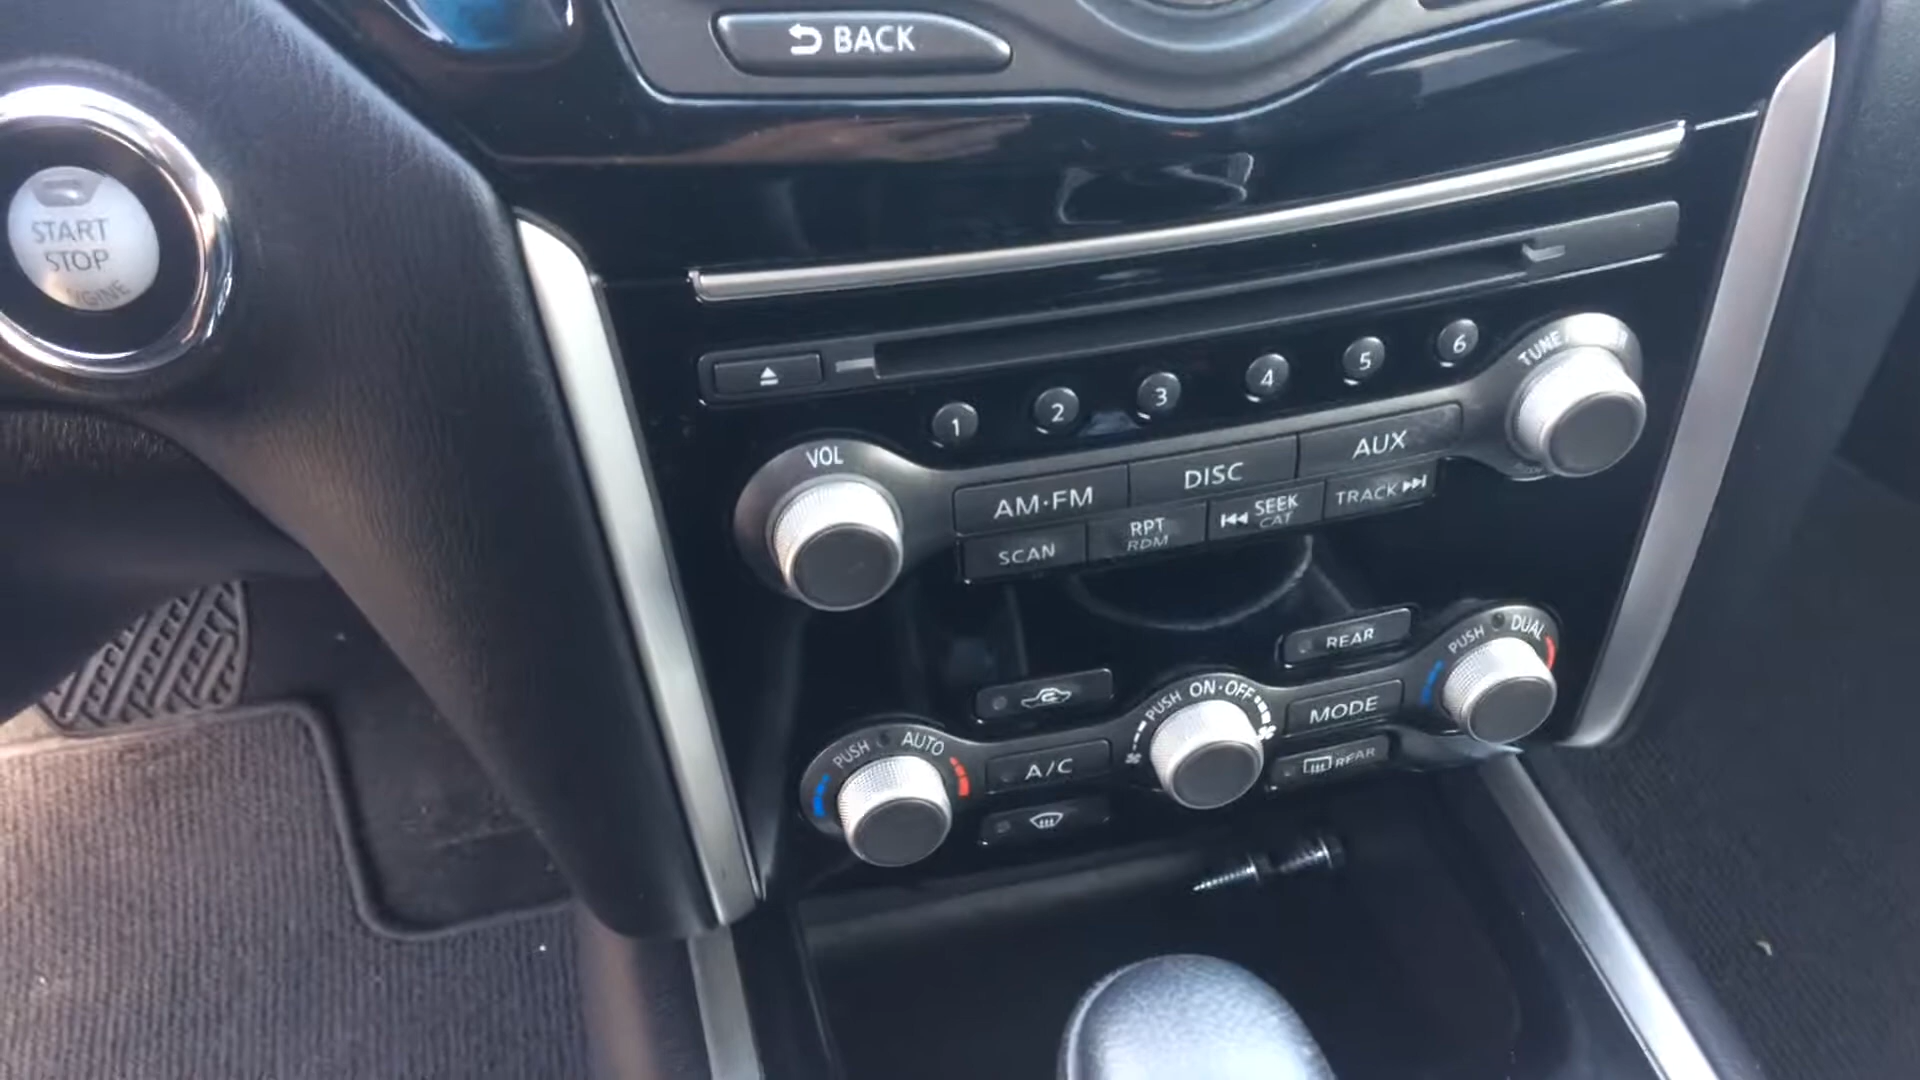 BACK
START
STOP
ENGINE
1 2 3 4 5 6
TUNE
VOL
AM·FM DISC AUX
SCAN RPT SEEK TRACK
RDM CAT
REAR
PUSH DUAL
PUSH ON·OFF
MODE
PUSH AUTO
A/C
REAR